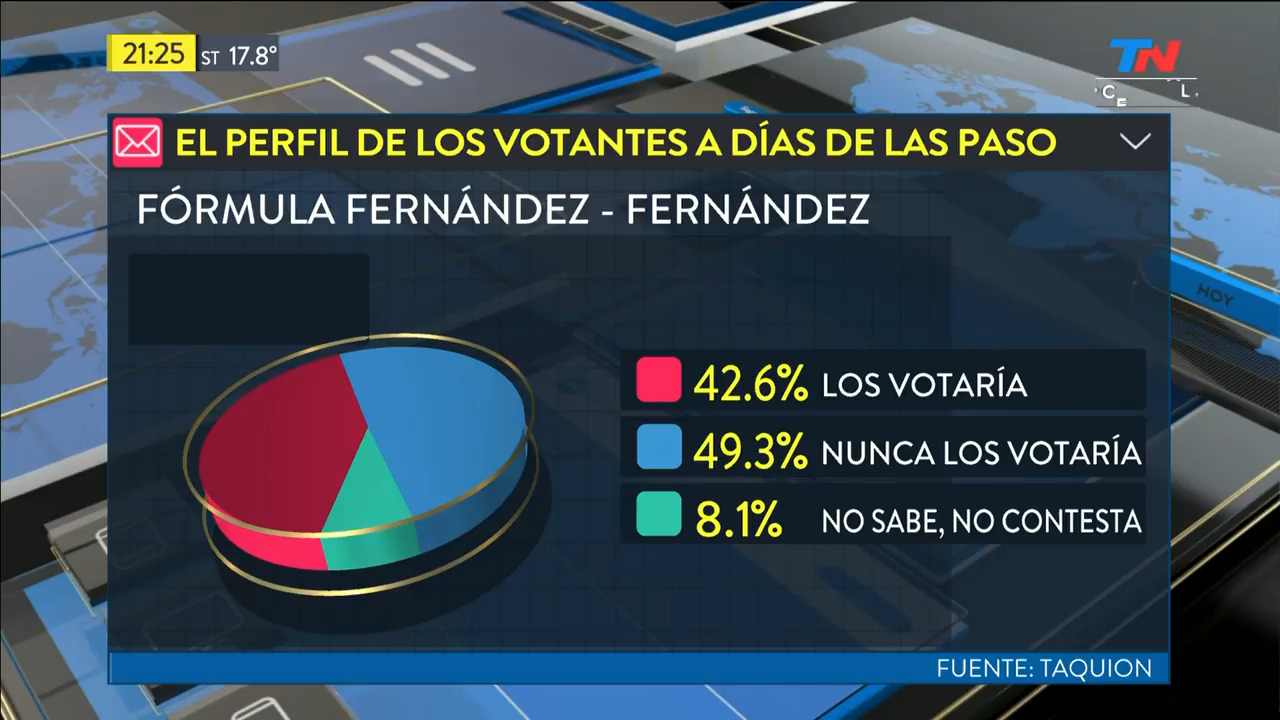 21:25 ST 17.8°
TN
EL PERFIL DE LOS VOTANTES A DÍAS DE LAS PASO
FÓRMULA FERNÁNDEZ - FERNÁNDEZ
42.6% LOS VOTARÍA
49.3% NUNCA LOS VOTARÍA
8.1% NO SABE, NO CONTESTA
HOY
FUENTE: TAQUION